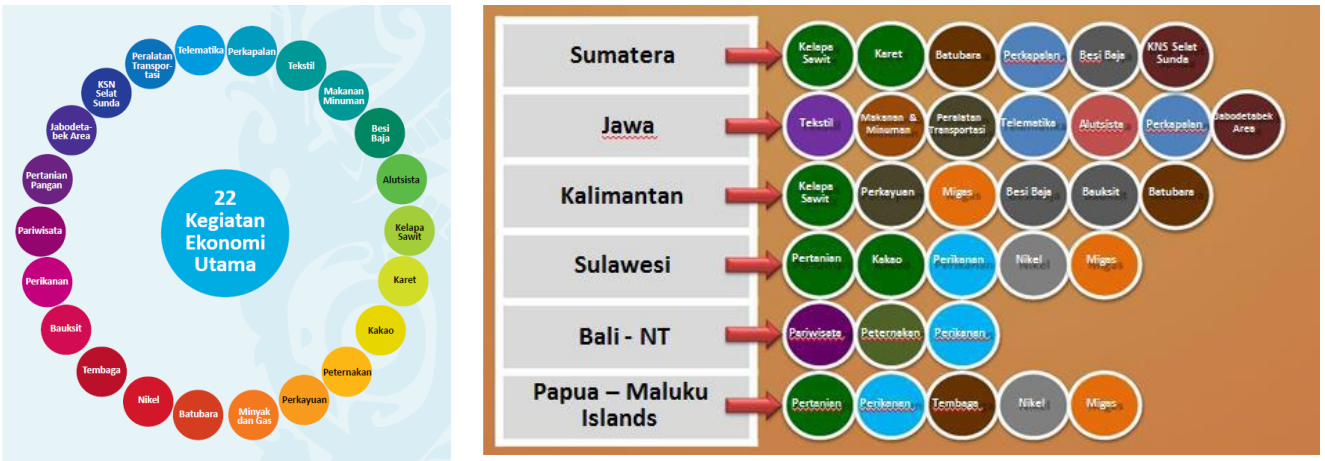 Telematika
Perkapalan
Tekstil
Makanan
Minuman
Besi
Baja
Alutsista
Kelapa
Sawit
Karet
Kakao
Peternakan
Perkayuan
Minyak
dan Gas
Batubara
Nikel
Tembaga
Bauksit
Perikanan
Pariwisata
Pertanian
Pangan
Jabodeta-
bek Area
KSN
Selat
Sunda
Peralatan
Transpor-
tasi
22
Kegiatan
Ekonomi
Utama
Sumatera
Kelapa
Sawit
Karet
Batubara
Perkapalan
Besi Baja
KNS Selat
Sunda
Jawa
Tekstil
Makanan &
Minuman
Peralatan
Transportasi
Telematika
Alutsista
Perkapalan
Jabodetabek
Area
Kalimantan
Kelapa
Sawit
Perkayuan
Migas
Besi Baja
Bauksit
Batubara
Sulawesi
Pertanian
Kakao
Perikanan
Nikel
Migas
Bali - NT
Pariwisata
Peternakan
Perikanan
Papua – Maluku
Islands
Pertanian
Perikanan
Tembaga
Nikel
Migas